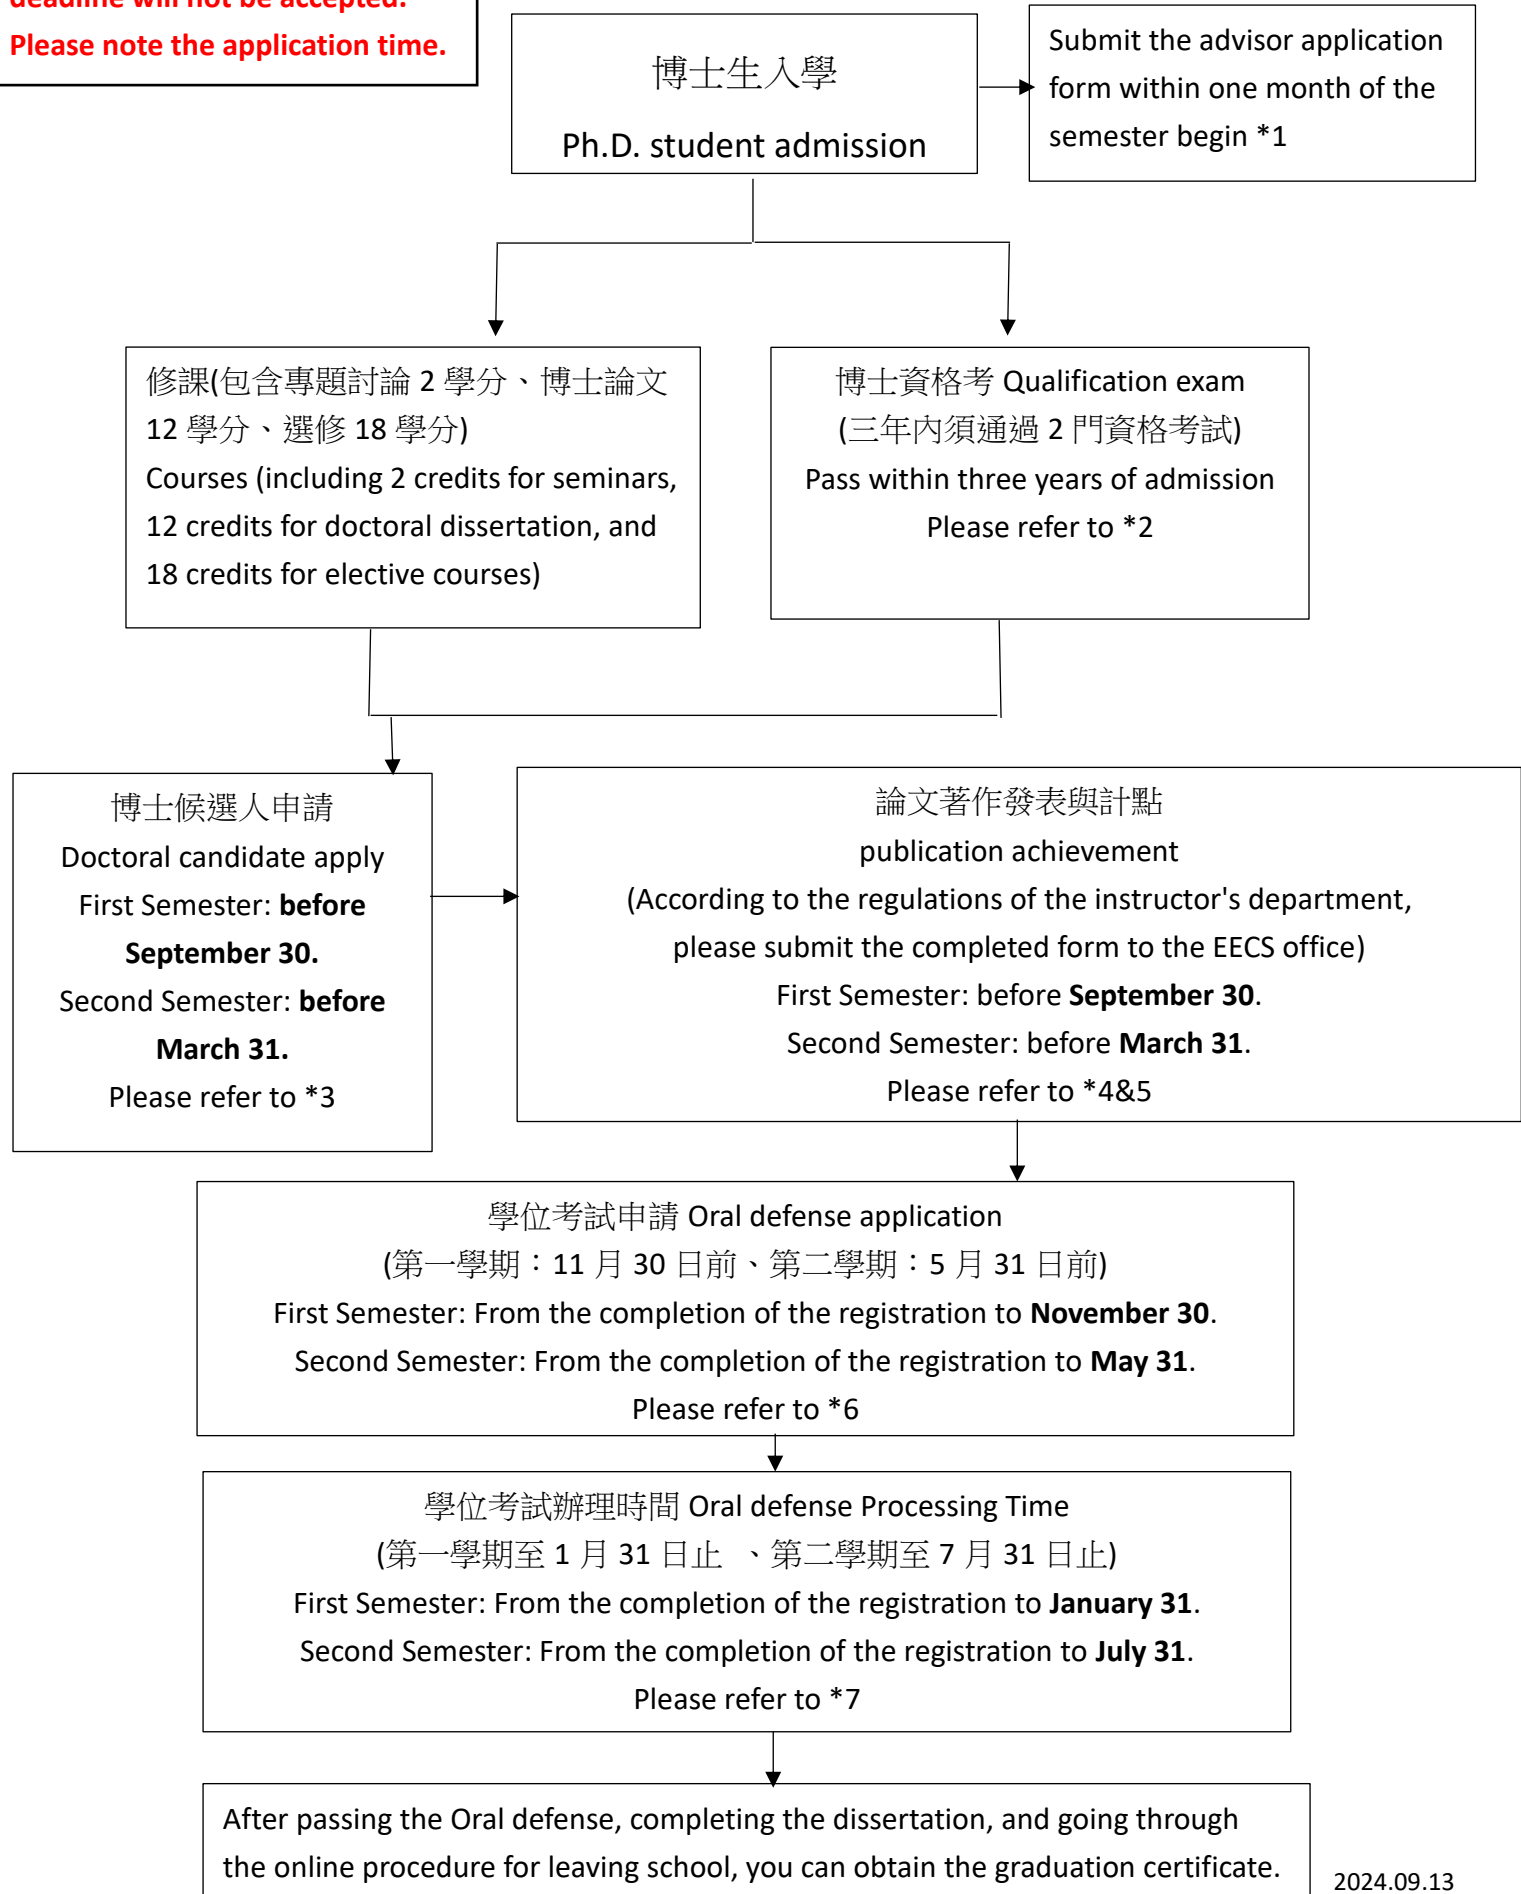 deadline will not be accepted.
Please note the application time.
博士生入學
Ph.D. student admission
Submit the advisor application
form within one month of the
semester begin *1
修課(包含專題討論 2 學分、博士論文
12 學分、選修 18 學分)
Courses (including 2 credits for seminars,
12 credits for doctoral dissertation, and
18 credits for elective courses)
博士資格考 Qualification exam
(三年內須通過 2 門資格考試)
Pass within three years of admission
Please refer to *2
博士候選人申請
Doctoral candidate apply
First Semester: before
September 30.
Second Semester: before
March 31.
Please refer to *3
論文著作發表與計點
publication achievement
(According to the regulations of the instructor's department,
please submit the completed form to the EECS office)
First Semester: before September 30.
Second Semester: before March 31.
Please refer to *4&5
學位考試申請 Oral defense application
(第一學期：11 月 30 日前、第二學期：5 月 31 日前)
First Semester: From the completion of the registration to November 30.
Second Semester: From the completion of the registration to May 31.
Please refer to *6
學位考試辦理時間 Oral defense Processing Time
(第一學期至 1 月 31 日止 、第二學期至 7 月 31 日止)
First Semester: From the completion of the registration to January 31.
Second Semester: From the completion of the registration to July 31.
Please refer to *7
After passing the Oral defense, completing the dissertation, and going through
the online procedure for leaving school, you can obtain the graduation certificate.
2024.09.13